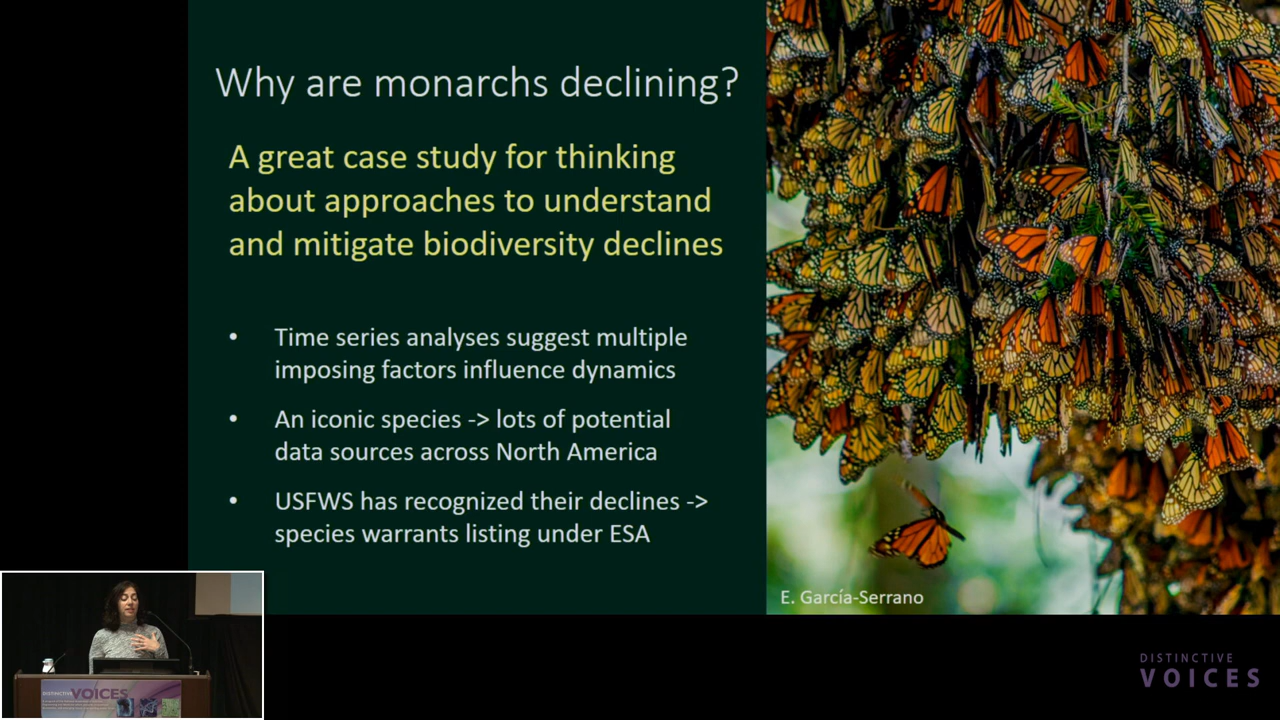 Why are monarchs declining?
A great case study for thinking
about approaches to understand
and mitigate biodiversity declines
• Time series analyses suggest multiple
imposing factors influence dynamics
• An iconic species -> lots of potential
data sources across North America
• USFWS has recognized their declines ->
species warrants listing under ESA
E. García-Serrano
DISTINCTIVE VOICES
DISTINCTIVE
VOICES